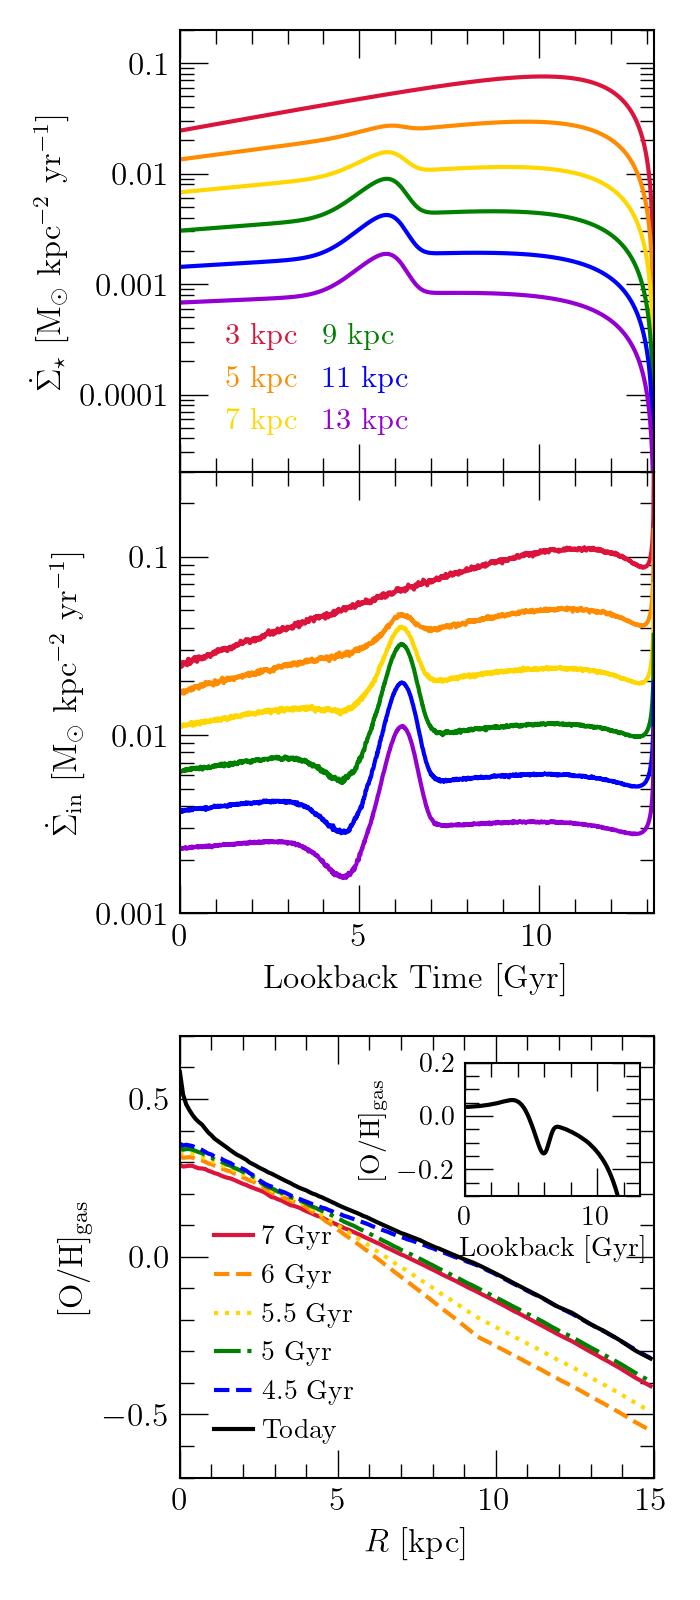 0.1
0.01
0.001
0.0001
Σ̇⋆ [M⊙ kpc−2 yr−1]
3 kpc 9 kpc
5 kpc 11 kpc
7 kpc 13 kpc
0.1
0.01
0.001
Σ̇in [M⊙ kpc−2 yr−1]
0 5 10
Lookback Time [Gyr]
0.5
0.0
−0.5
[O/H]gas
0.2
0.0
−0.2
[O/H]gas
0 10
Lookback [Gyr]
7 Gyr
6 Gyr
5.5 Gyr
5 Gyr
4.5 Gyr
Today
0 5 10 15
R [kpc]